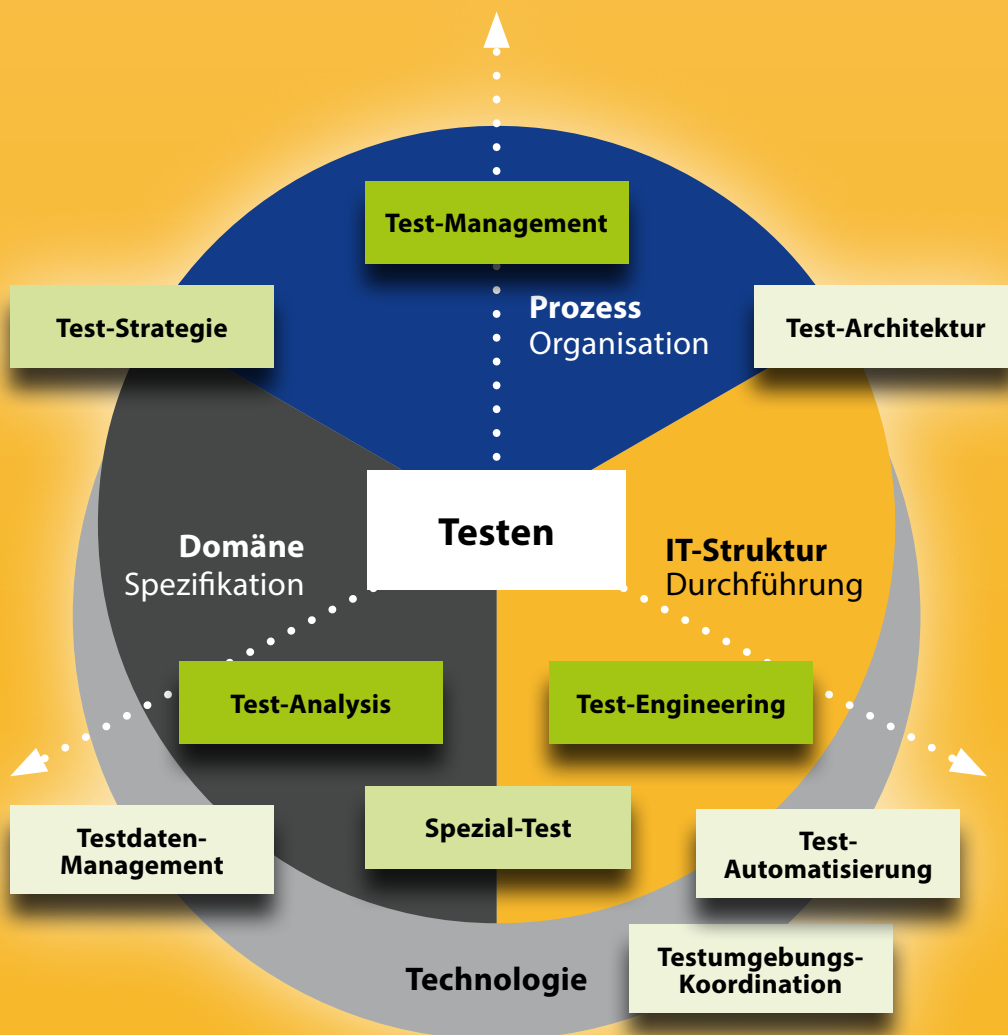 Test-Management
Prozess
Organisation
Test-Strategie
Test-Architektur
Testen
Domäne
Spezifikation
IT-Struktur
Durchführung
Test-Analysis
Test-Engineering
Spezial-Test
Testdaten-
Management
Test-
Automatisierung
Technologie
Testumgebungs-
Koordination